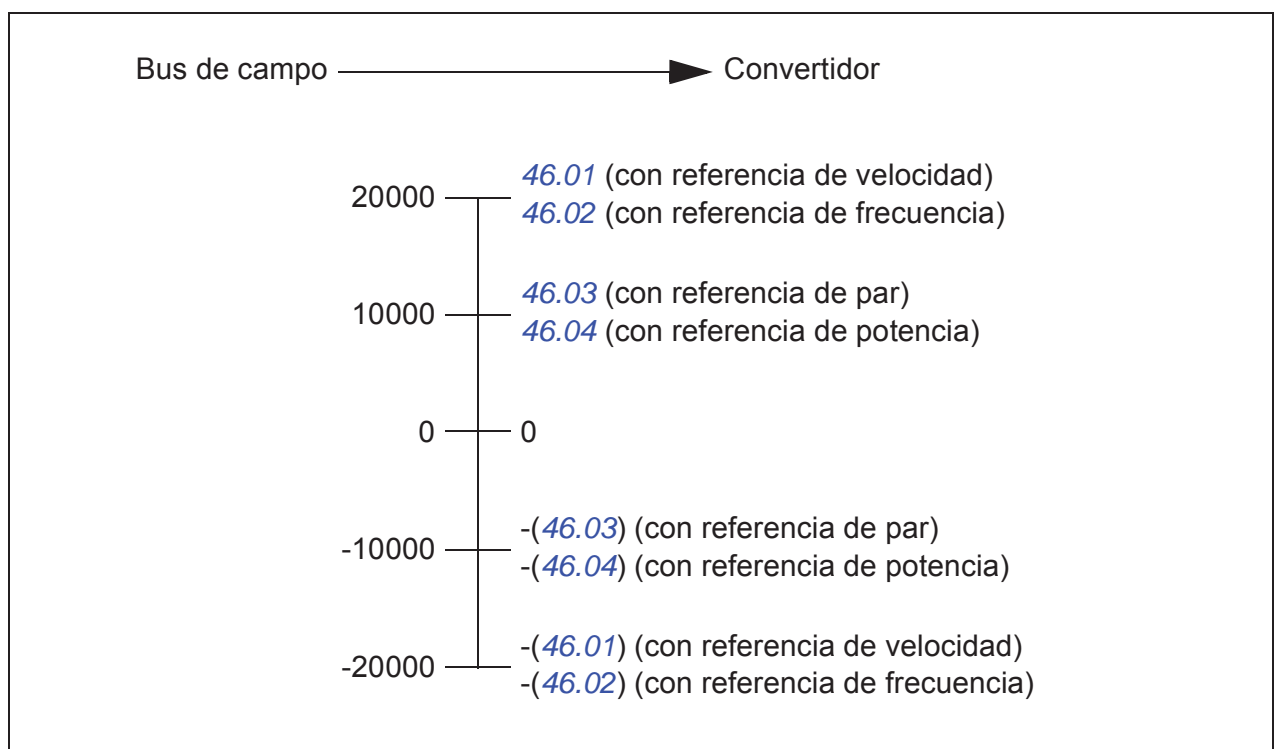 Bus de campo Convertidor
46.01 (con referencia de velocidad)
20000
46.02 (con referencia de frecuencia)
46.03 (con referencia de par)
10000
46.04 (con referencia de potencia)
0 0
-(46.03) (con referencia de par)
-10000
-(46.04) (con referencia de potencia)
-(46.01) (con referencia de velocidad)
-20000
-(46.02) (con referencia de frecuencia)